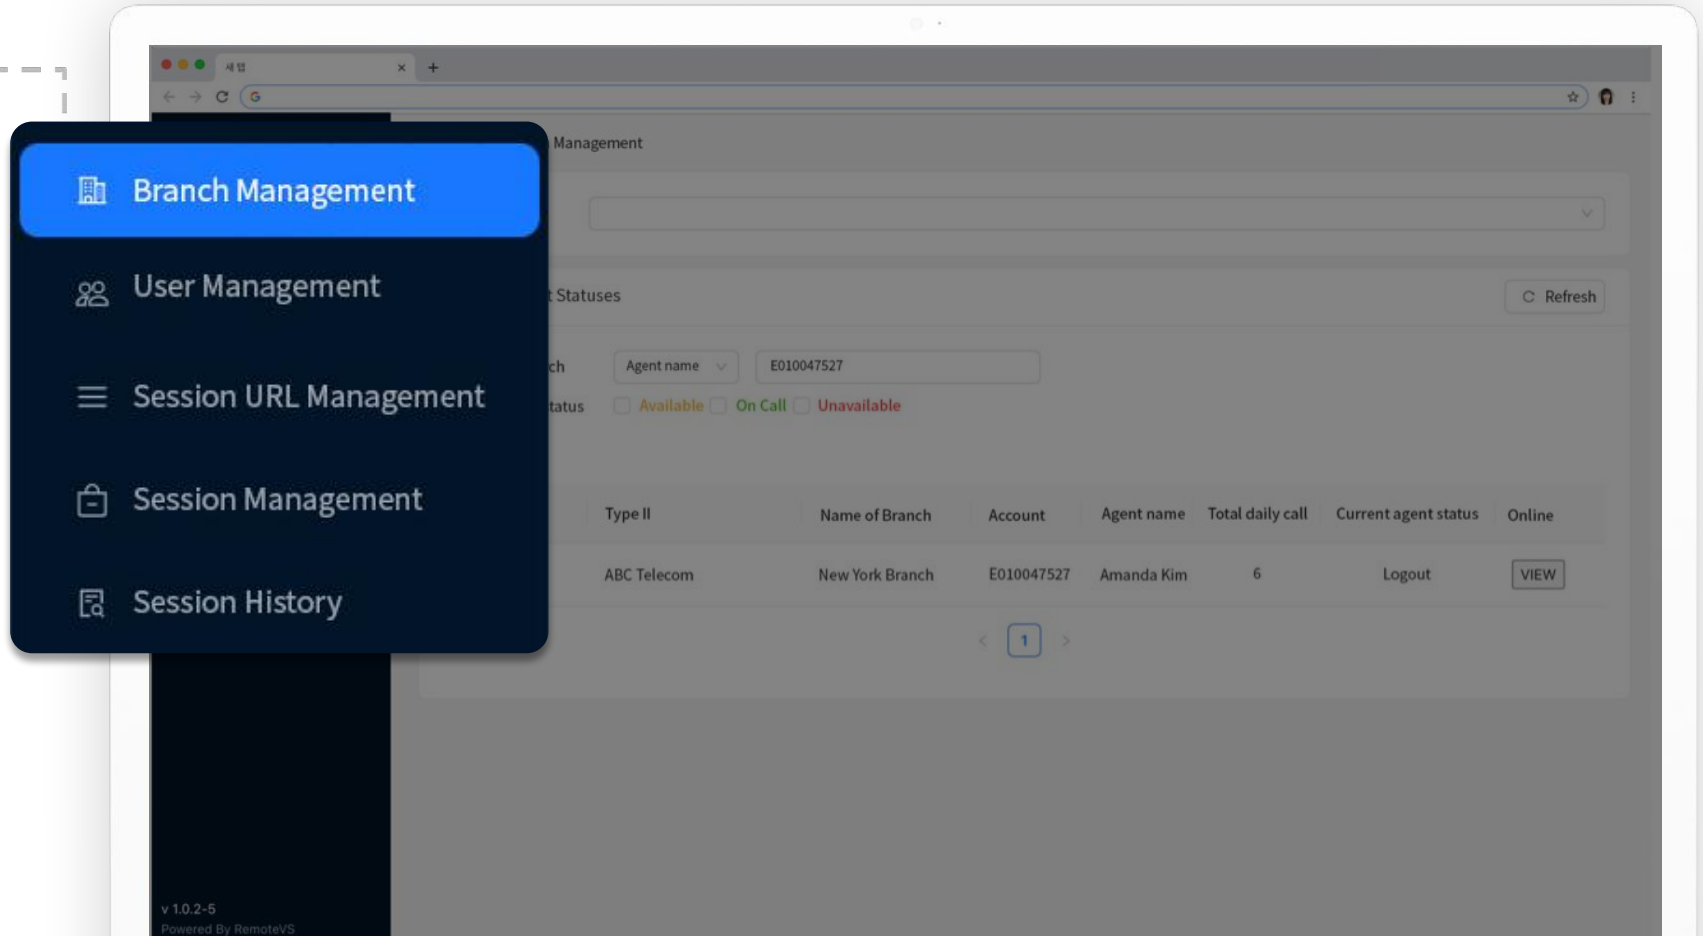 새 탭
Management
Branch Management
User Management
Session URL Management
Session Management
Session History
t Statuses
Refresh
ch Agent name E010047527
tatus Available On Call Unavailable
Type II Name of Branch Account Agent name Total daily call Current agent status Online
ABC Telecom New York Branch E010047527 Amanda Kim 6 Logout VIEW
< 1 >
v 1.0.2-5
Powered By RemoteVS